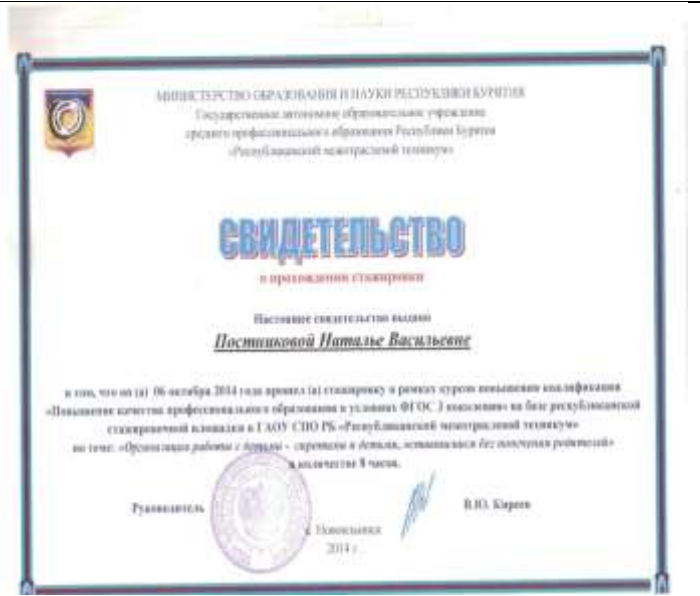 МИНИСТЕРСТВО ОБРАЗОВАНИЯ И НАУКИ РЕСПУБЛИКИ БУРЯТИЯ
Государственное автономное образовательное учреждение
среднего профессионального образования Республики Бурятия
«Республиканский межотраслевой техникум»
СВИДЕТЕЛЬСТВО
о прохождении стажировки
Настоящее свидетельство выдано
Постниковой Наталье Васильевне
в том, что он (а) 06 октября 2014 года прошел (а) стажировку в рамках курсов повышения квалификации
«Повышение качества профессионального образования в условиях ФГОС 3 поколения» на базе республиканской
стажировочной площадки в ГАОУ СПО РБ «Республиканский межотраслевой техникум»
по теме: «Организация работы с детьми - сиротами и детьми, оставшимися без попечения родителей»
в количестве 8 часов.
Руководитель
В.Ю. Киреев
2014 г.